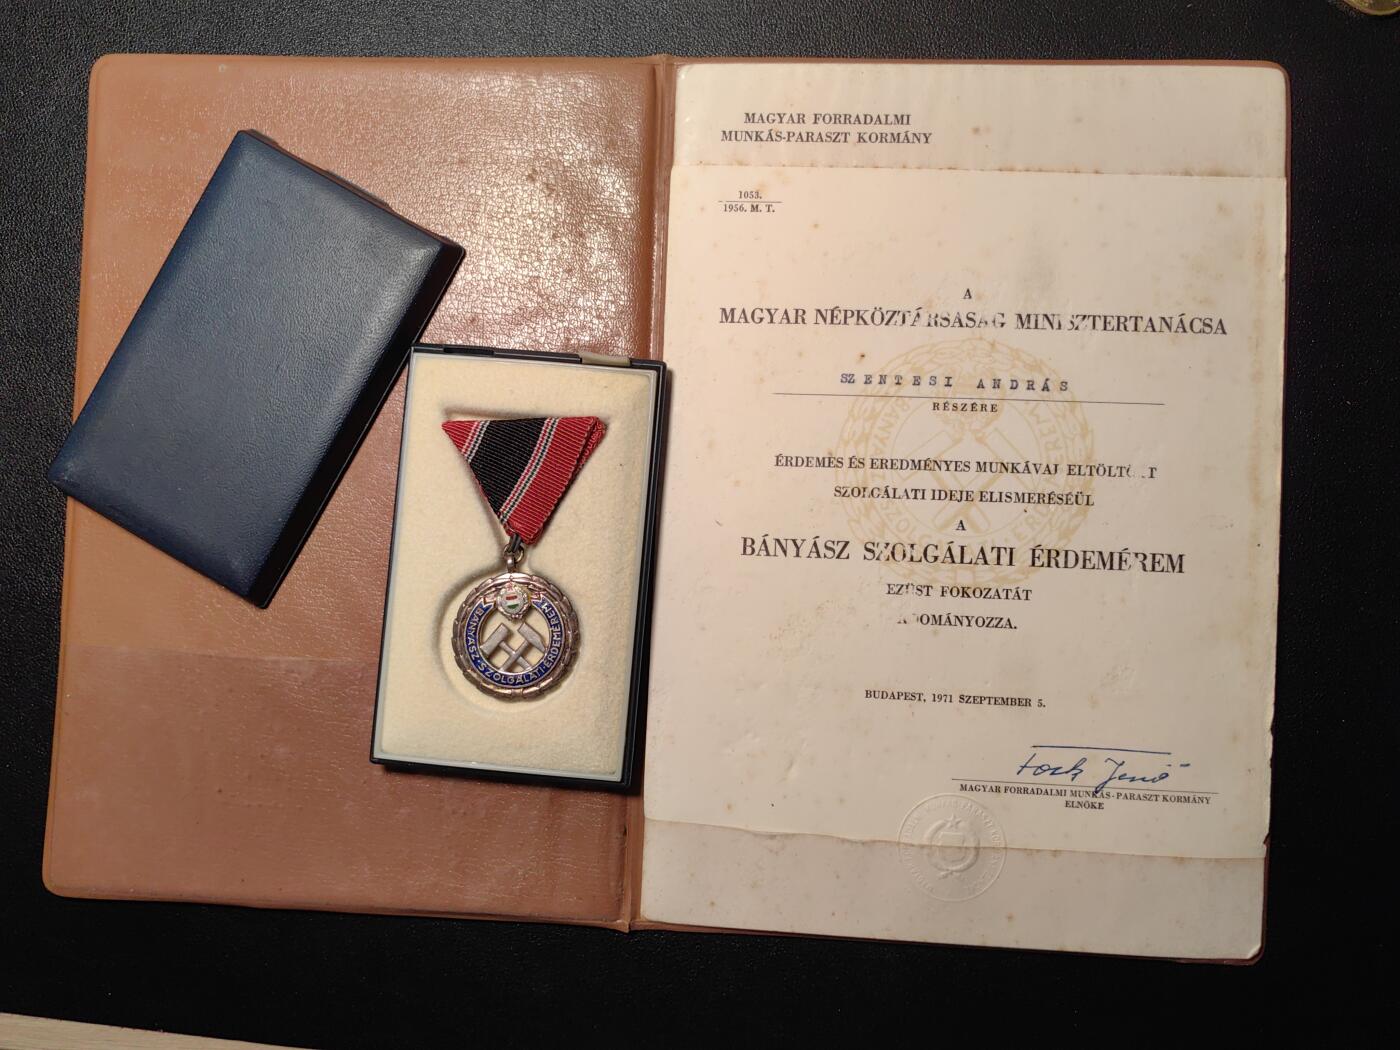 MAGYAR FORRADALMI
MUNKÁS-PARASZT KORMÁNY
1053.
1956. M. T.
A
MAGYAR NÉPKÖZTÁRSASÁG MINISZTERTANÁCSA
SZENTESI ANDRÁS
RÉSZÉRE
ÉRDEMES ÉS EREDMÉNYES MUNKÁVAL ELTÖLTÖTT
SZOLGÁLATI IDEJE ELISMERÉSÉÜL
A
BÁNYÁSZ SZOLGÁLATI ÉRDEMÉREM
EZÜST FOKOZATÁT
ADOMÁNYOZZA.
BUDAPEST, 1971 SZEPTEMBER 5.
Fock Jenő
MAGYAR FORRADALMI MUNKÁS-PARASZT KORMÁNY
ELNÖKE
BÁNYÁSZ · SZOLGÁLATI · ÉRDEMÉREM